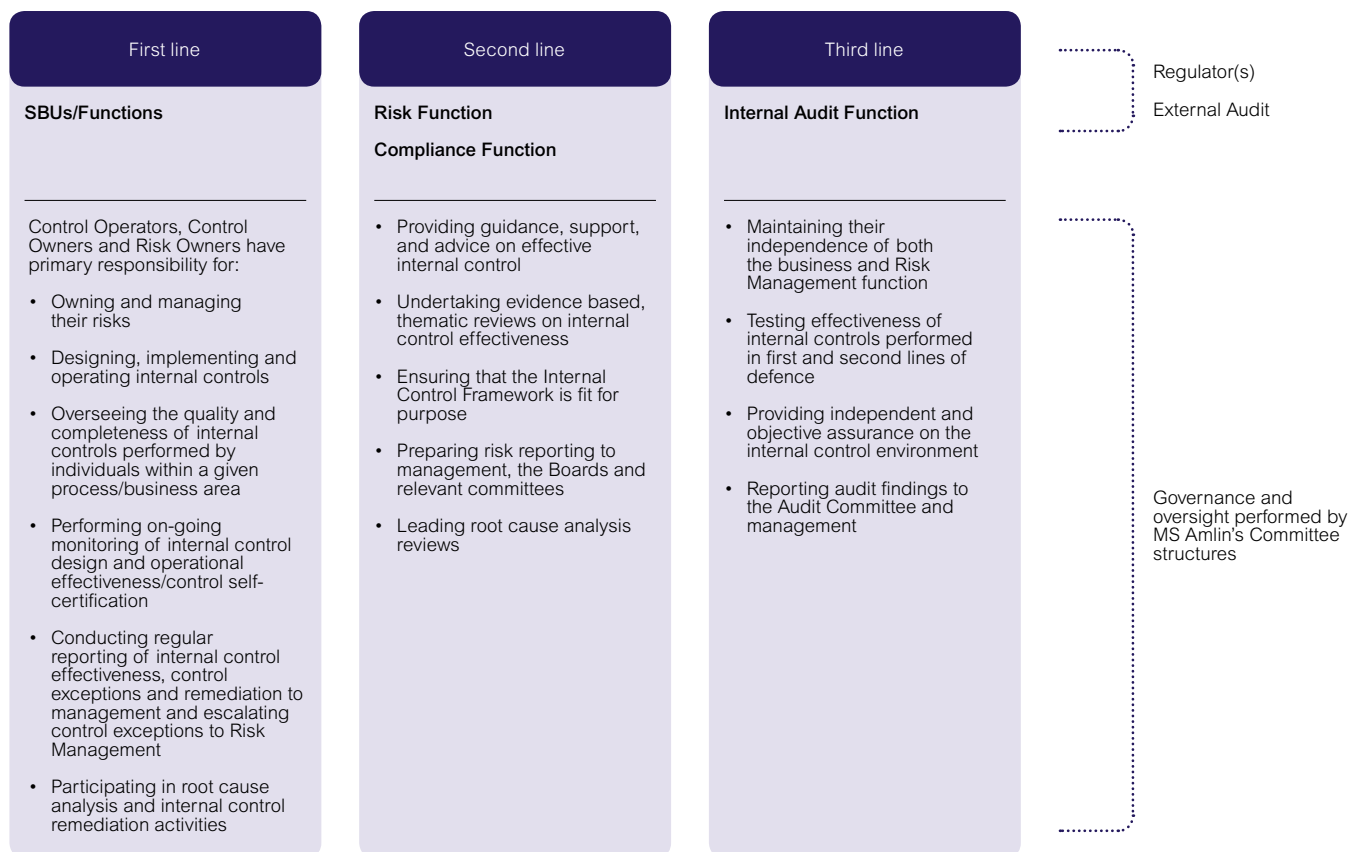 First line
SBUs/Functions
Control Operators, Control
Owners and Risk Owners have
primary responsibility for:
• Owning and managing
their risks
• Designing, implementing and
operating internal controls
• Overseeing the quality and
completeness of internal
controls performed by
individuals within a given
process/business area
• Performing on-going
monitoring of internal control
design and operational
effectiveness/control self-
certification
• Conducting regular
reporting of internal control
effectiveness, control
exceptions and remediation to
management and escalating
control exceptions to Risk
Management
• Participating in root cause
analysis and internal control
remediation activities
Second line
Risk Function
Compliance Function
• Providing guidance, support,
and advice on effective
internal control
• Undertaking evidence based,
thematic reviews on internal
control effectiveness
• Ensuring that the Internal
Control Framework is fit for
purpose
• Preparing risk reporting to
management, the Boards and
relevant committees
• Leading root cause analysis
reviews
Third line
Internal Audit Function
• Maintaining their
independence of both
the business and Risk
Management function
• Testing effectiveness of
internal controls performed
in first and second lines of
defence
• Providing independent and
objective assurance on the
internal control environment
• Reporting audit findings to
the Audit Committee and
management
Regulator(s)
External Audit
Governance and
oversight performed by
MS Amlin's Committee
structures